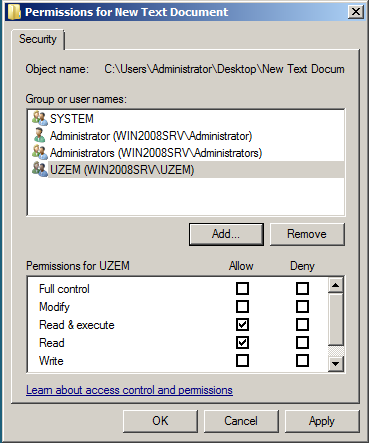 Permissions for New Text Document
Security
Object name: C:\Users\Administrator\Desktop\New Text Docum
Group or user names:
SYSTEM
Administrator (WIN2008SRV\Administrator)
Administrators (WIN2008SRV\Administrators)
UZEM (WIN2008SRV\UZEM)
Add... Remove
Permissions for UZEM Allow Deny
Full control
Modify
Read & execute
Read
Write
Learn about access control and permissions
OK Cancel Apply